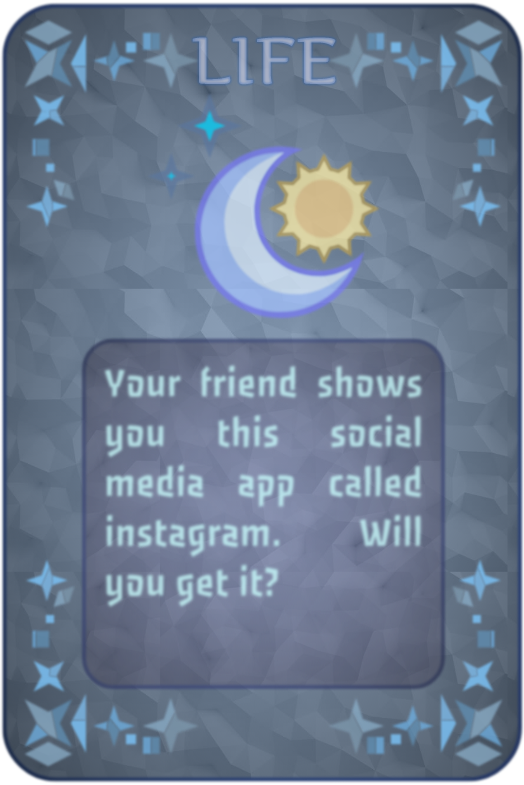 LIFE
Your friend shows
you this social
media app called
instagram. Will
you get it?